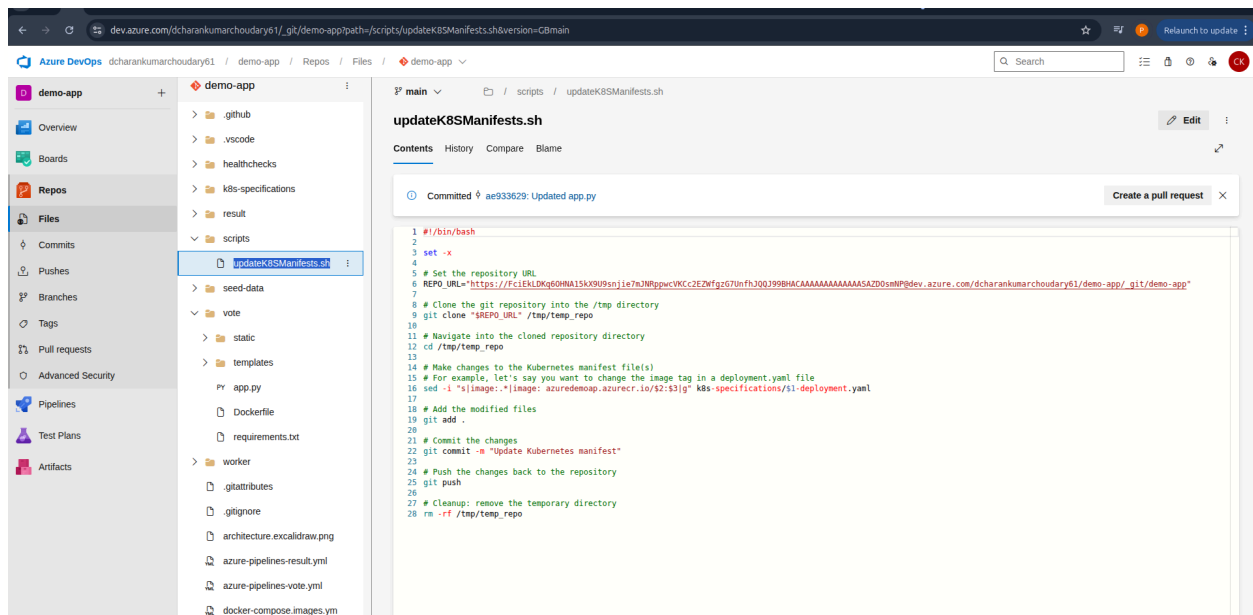 dev.azure.com/dcharankumarchoudary61/_git/demo-app?path=/scripts/updateK8SManifests.sh&version=GBmain
P
Relaunch to update
Azure DevOps dcharankumarchoudary61 / demo-app / Repos / Files / demo-app
Search
CK
D demo-app +
Overview
Boards
Repos
Files
Commits
Pushes
Branches
Tags
Pull requests
Advanced Security
Pipelines
Test Plans
Artifacts
demo-app
.github
.vscode
healthchecks
k8s-specifications
result
scripts
updateK8SManifests.sh
seed-data
vote
static
templates
PY app.py
Dockerfile
requirements.txt
worker
.gitattributes
.gitignore
architecture.excalidraw.png
azure-pipelines-result.yml
azure-pipelines-vote.yml
docker-compose.images.ym
main / scripts / updateK8SManifests.sh
updateK8SManifests.sh
Edit
Contents History Compare Blame
Committed ae933629: Updated app.py
Create a pull request
1 #!/bin/bash
2
3 set -x
4
5 # Set the repository URL
6 REPO_URL="https://@dev.azure.com/dcharankumarchoudary61/demo-app/_git/demo-app"
7
8 # Clone the git repository into the /tmp directory
9 git clone "$REPO_URL" /tmp/temp_repo
10
11 # Navigate into the cloned repository directory
12 cd /tmp/temp_repo
13
14 # Make changes to the Kubernetes manifest file(s)
15 # For example, let's say you want to change the image tag in a deployment.yaml file
16 sed -i "s|image:.*|image: azuredemoap.azurecr.io/$2:$3|g" k8s-specifications/$1-deployment.yaml
17
18 # Add the modified files
19 git add .
20
21 # Commit the changes
22 git commit -m "Update Kubernetes manifest"
23
24 # Push the changes back to the repository
25 git push
26
27 # Cleanup: remove the temporary directory
28 rm -rf /tmp/temp_repo